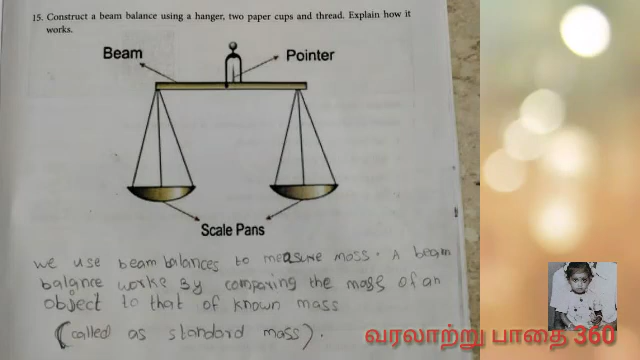 15. Construct a beam balance using a hanger, two paper cups and thread. Explain how it
works.
Beam
Pointer
Scale Pans
we use beam balances to measure mass. A beam
balance works By comparing the mass of an
object to that of known mass
(called as standard mass).
வரலாற்று பாதை 360